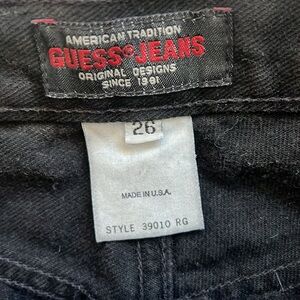 AMERICAN TRADITION
GUESS® JEANS
ORIGINAL DESIGNS
SINCE 1981
26
MADE IN U.S.A.
STYLE 39010 RG